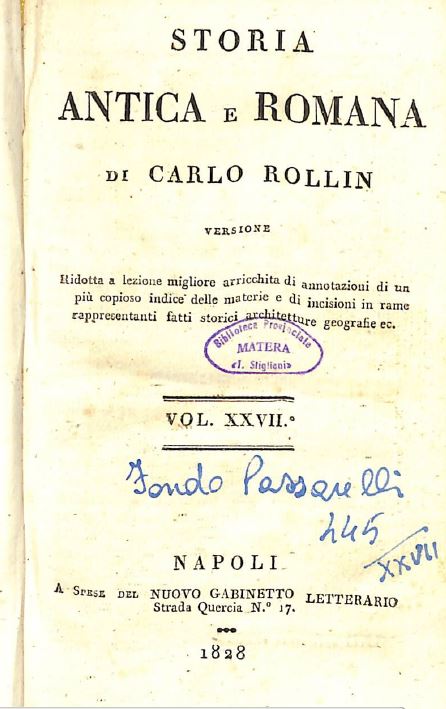 STORIA
ANTICA E ROMANA
DI CARLO ROLLIN
VERSIONE
Ridotta a lezione migliore arricchita di annotazioni di un
più copioso indice delle materie e di incisioni in rame
rappresentanti fatti storici architetture geografie ec.
Biblioteca Provinciale
MATERA
«T. Stigliani»
VOL. XXVII.°
Fondo Passarelli
445
XXVII
NAPOLI
A SPESE DEL NUOVO GABINETTO LETTERARIO
Strada Quercia N.° 17.
1828